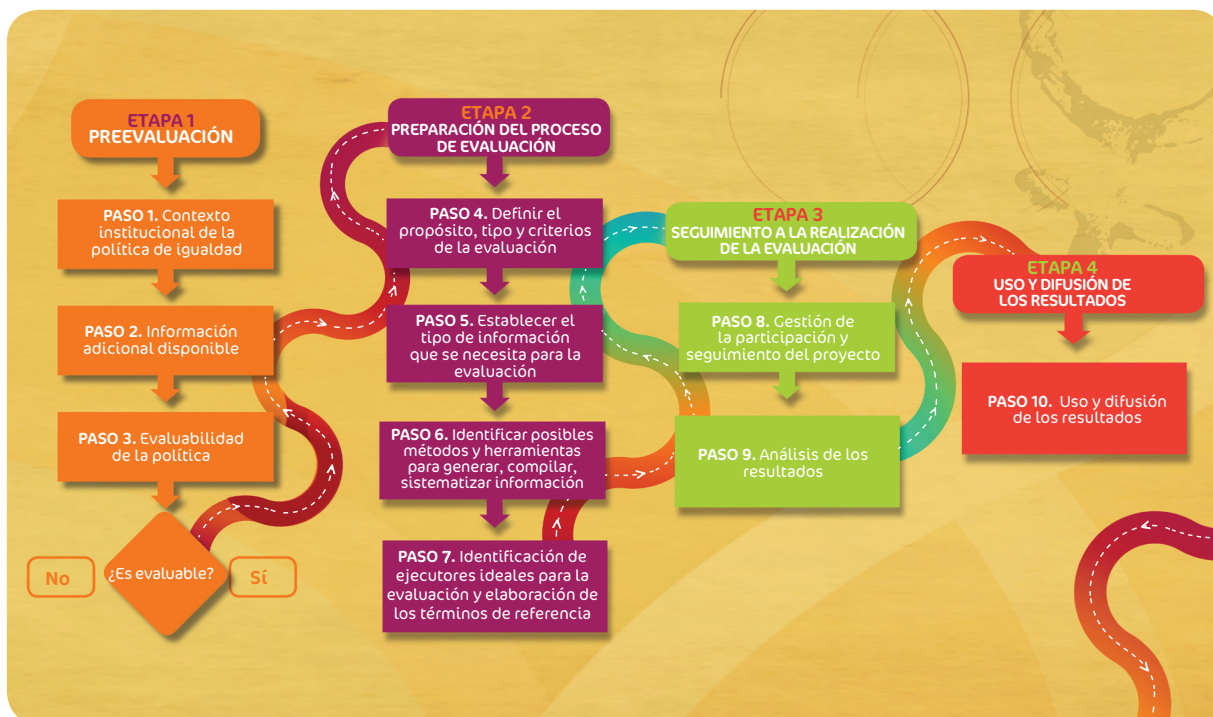 ETAPA 1
PREEVALUACIÓN
PASO 1. Contexto
institucional de la
política de igualdad
PASO 2. Información
adicional disponible
PASO 3. Evaluabilidad
de la política
¿Es evaluable?
No
Sí
ETAPA 2
PREPARACIÓN DEL PROCESO
DE EVALUACIÓN
PASO 4. Definir el
propósito, tipo y criterios
de la evaluación
PASO 5. Establecer el
tipo de información
que se necesita para la
evaluación
PASO 6. Identificar posibles
métodos y herramientas
para generar, compilar,
sistematizar información
PASO 7. Identificación de
ejecutores ideales para la
evaluación y elaboración de
los términos de referencia
ETAPA 3
SEGUIMIENTO A LA REALIZACIÓN
DE LA EVALUACIÓN
PASO 8. Gestión de
la participación y
seguimiento del proyecto
PASO 9. Análisis de los
resultados
ETAPA 4
USO Y DIFUSIÓN DE
LOS RESULTADOS
PASO 10. Uso y difusión
de los resultados